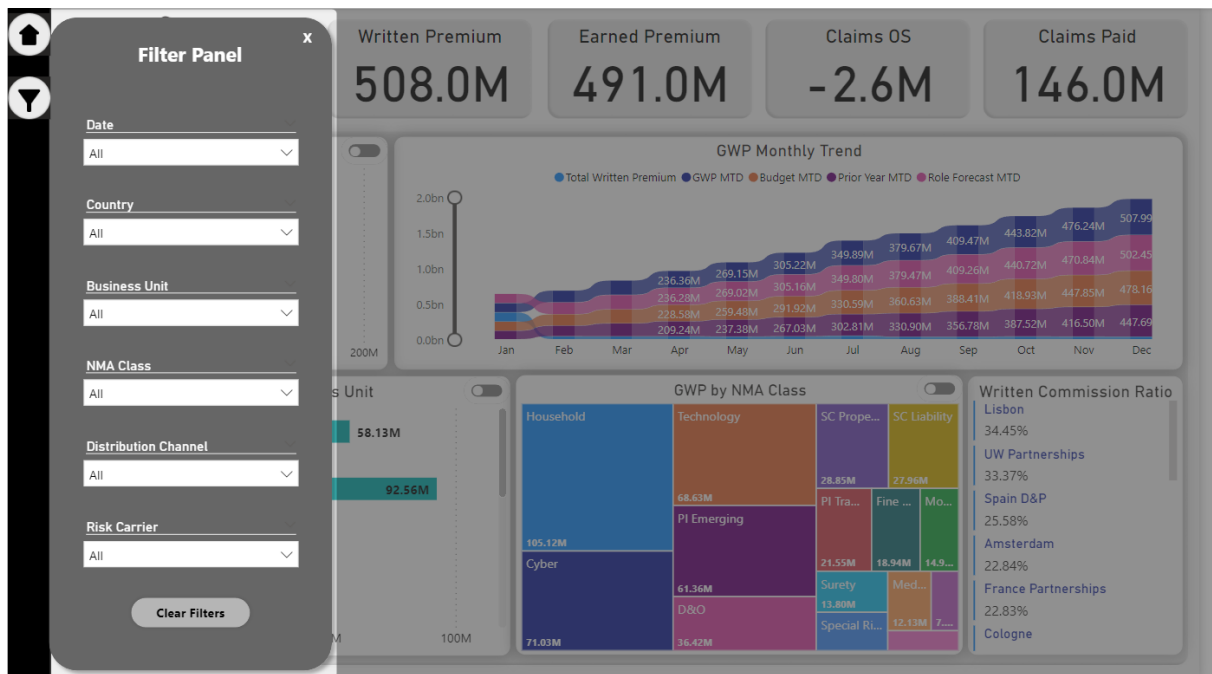 Filter Panel
x
Date
All
Country
All
Business Unit
All
NMA Class
All
Distribution Channel
All
Risk Carrier
All
Clear Filters
Written Premium
508.0M
Earned Premium
491.0M
Claims OS
-2.6M
Claims Paid
146.0M
200M
GWP Monthly Trend
Total Written Premium GWP MTD Budget MTD Prior Year MTD Role Forecast MTD
2.0bn
1.5bn
1.0bn
0.5bn
0.0bn
236.36M 269.15M 305.22M 349.89M 379.67M 409.47M 443.82M 476.24M 507.99
236.28M 269.02M 305.16M 349.80M 379.47M 409.26M 440.72M 470.84M 502.45
228.58M 259.48M 291.92M 330.59M 360.63M 388.41M 418.93M 447.85M 478.16
209.24M 237.38M 267.03M 302.81M 330.90M 356.78M 387.52M 416.50M 447.69
Jan Feb Mar Apr May Jun Jul Aug Sep Oct Nov Dec
s Unit
58.13M
92.56M
M
100M
GWP by NMA Class
Household
105.12M
Cyber
71.03M
Technology
68.63M
PI Emerging
61.36M
D&O
36.42M
SC Prope...
28.85M
SC Liability
27.96M
PI Tra...
21.55M
Fine ...
18.94M
Mo...
14.9...
Surety
13.80M
Special Ri...
Med...
12.13M
7....
Written Commission Ratio
Lisbon
34.45%
UW Partnerships
33.37%
Spain D&P
25.58%
Amsterdam
22.84%
France Partnerships
22.83%
Cologne